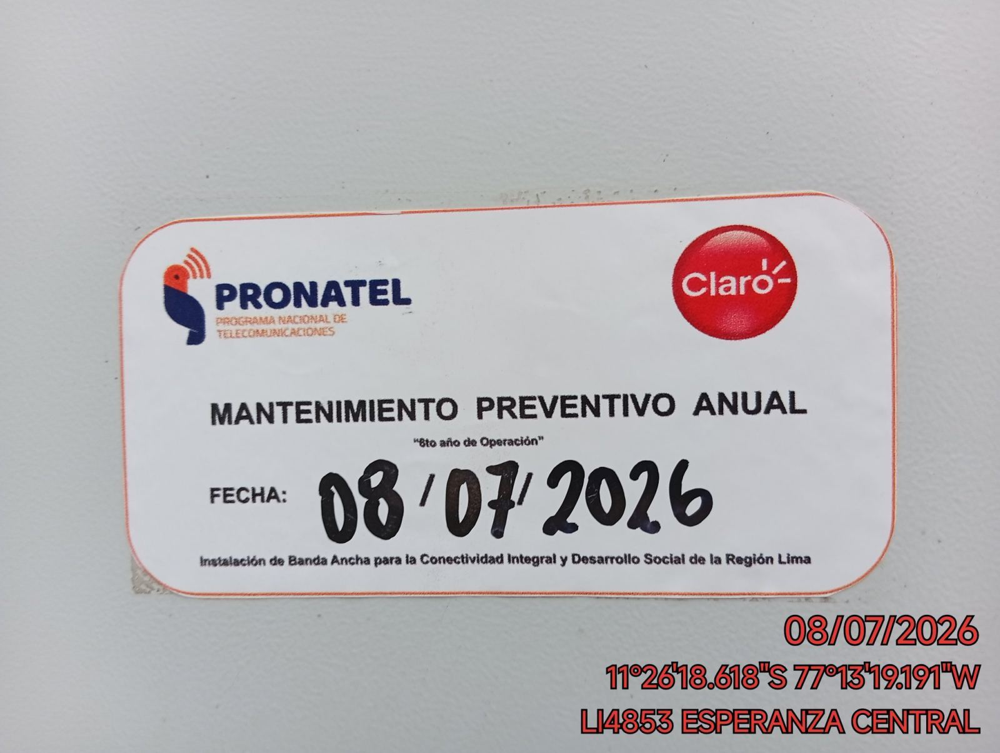 PRONATEL
PROGRAMA NACIONAL DE
TELECOMUNICACIONES
Claro
MANTENIMIENTO PREVENTIVO ANUAL
"6to año de Operación"
FECHA: 08/07/2026
Instalación de Banda Ancha para la Conectividad Integral y Desarrollo Social de la Región Lima
08/07/2026
11°26'18.618"S 77°13'19.191"W
LI4853 ESPERANZA CENTRAL